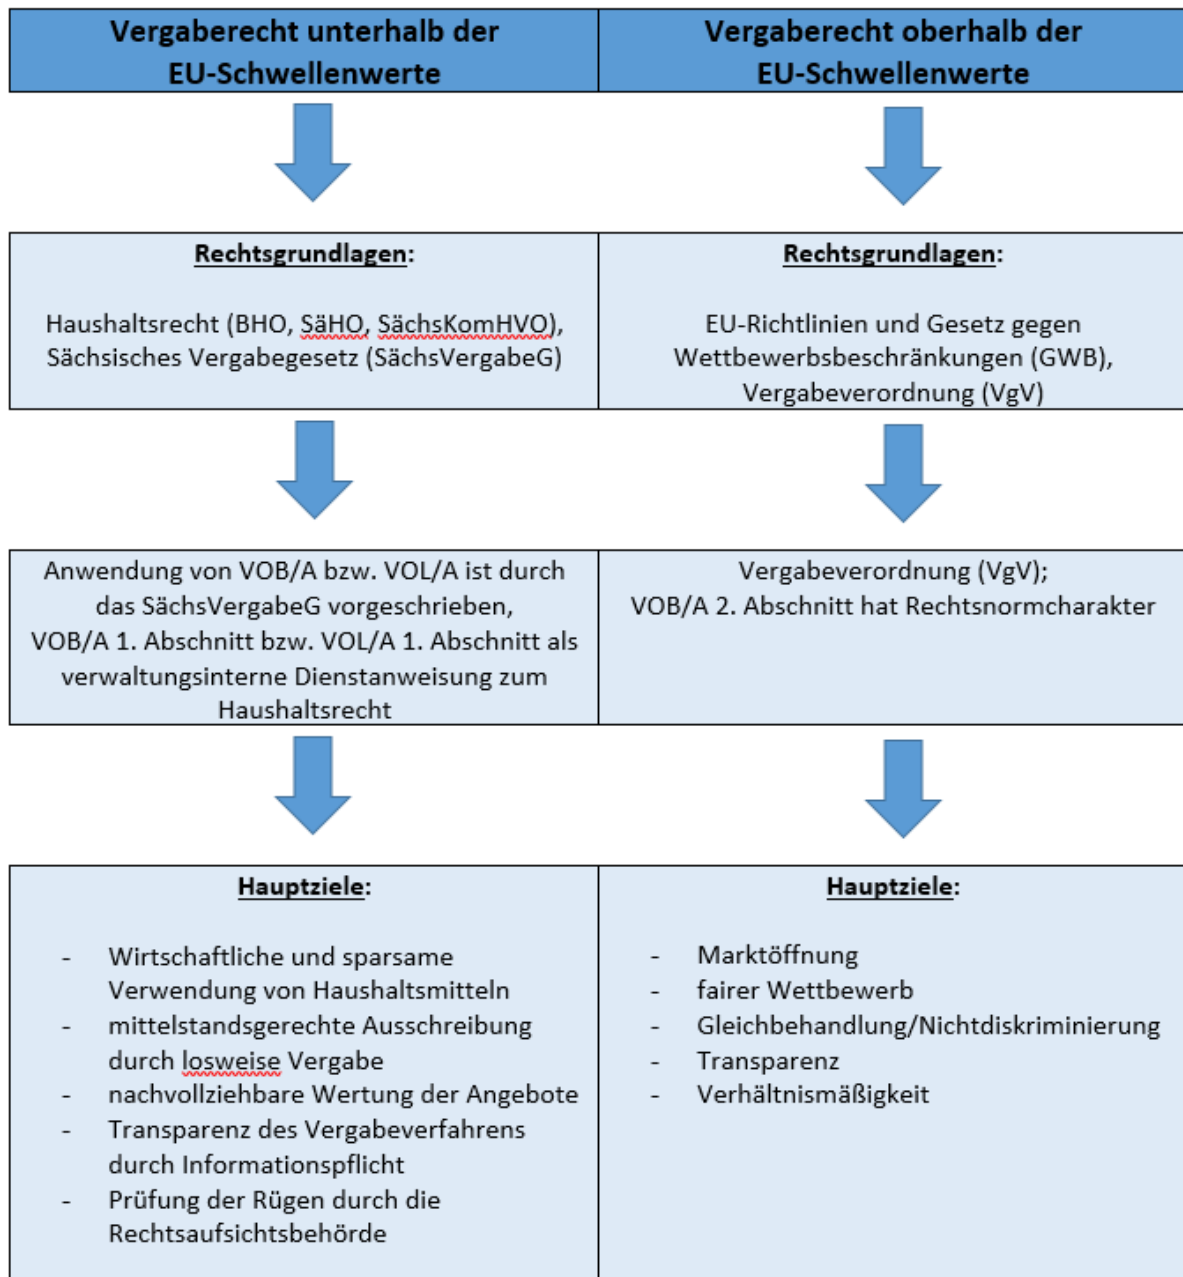 Vergaberecht unterhalb der
EU-Schwellenwerte
Vergaberecht oberhalb der
EU-Schwellenwerte
Rechtsgrundlagen:
Haushaltsrecht (BHO, SäHO, SächsKomHVO),
Sächsisches Vergabegesetz (SächsVergabeG)
Rechtsgrundlagen:
EU-Richtlinien und Gesetz gegen
Wettbewerbsbeschränkungen (GWB),
Vergabeverordnung (VgV)
Anwendung von VOB/A bzw. VOL/A ist durch
das SächsVergabeG vorgeschrieben,
VOB/A 1. Abschnitt bzw. VOL/A 1. Abschnitt als
verwaltungsinterne Dienstanweisung zum
Haushaltsrecht
Vergabeverordnung (VgV);
VOB/A 2. Abschnitt hat Rechtsnormcharakter
Hauptziele:
- Wirtschaftliche und sparsame
Verwendung von Haushaltsmitteln
- mittelstandsgerechte Ausschreibung
durch losweise Vergabe
- nachvollziehbare Wertung der Angebote
- Transparenz des Vergabeverfahrens
durch Informationspflicht
- Prüfung der Rügen durch die
Rechtsaufsichtsbehörde
Hauptziele:
- Marktöffnung
- fairer Wettbewerb
- Gleichbehandlung/Nichtdiskriminierung
- Transparenz
- Verhältnismäßigkeit